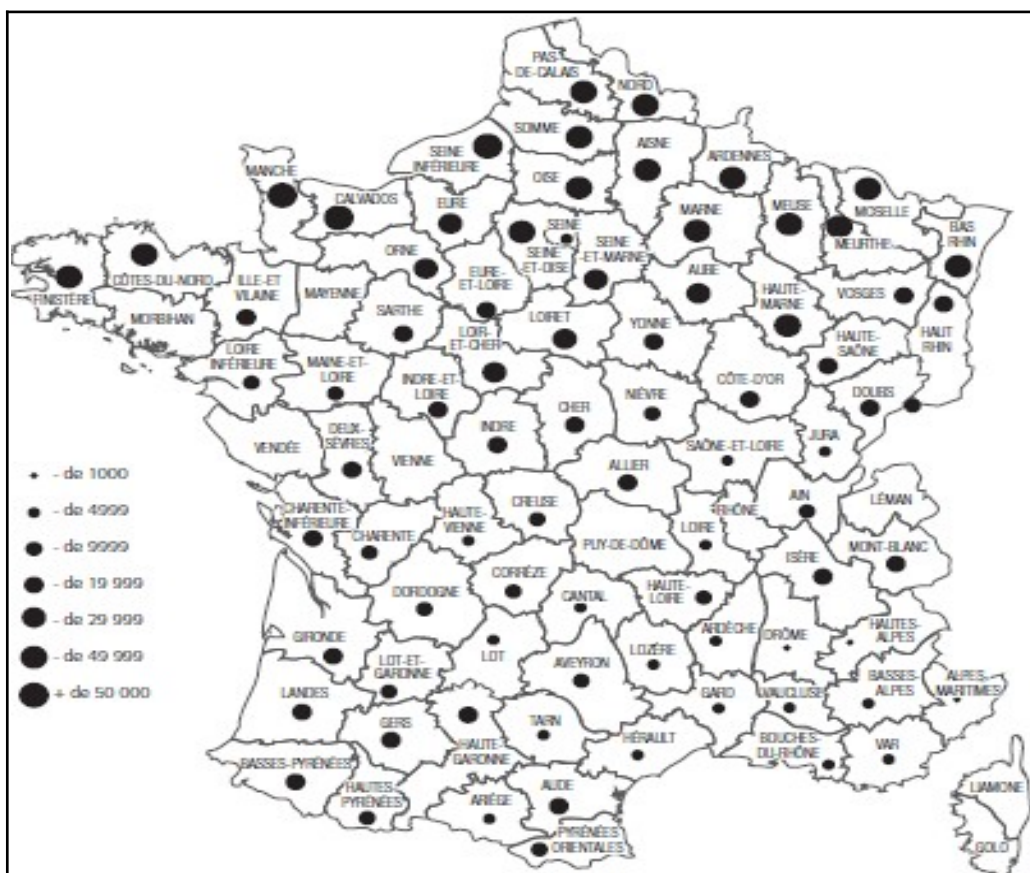 PAS-
DE-CALAIS
NORD
SOMME
SEINE
INFÉRIEURE
AISNE
ARDENNES
OISE
MANCHE
CALVADOS
EURE
SEINE
SEINE-
ET-OISE
SEINE
-ET-MARNE
MARNE
MEUSE
MOSELLE
MEURTHE
BAS
RHIN
ORNE
EURE-
ET-LOIRE
AUBE
HAUTE-
MARNE
VOSGES
FINISTÈRE
CÔTES-DU-NORD
ILLE-ET
VILAINE
MAYENNE
MORBIHAN
SARTHE
LOIR-
ET-CHER
LOIRET
YONNE
HAUTE-
SAÔNE
HAUT
RHIN
LOIRE
INFÉRIEURE
MAINE-ET-
LOIRE
INDRE-ET-
LOIRE
CHER
NIÈVRE
CÔTE-D'OR
DOUBS
VENDÉE
DEUX-
SÈVRES
VIENNE
INDRE
SAÔNE-ET-LOIRE
JURA
ALLIER
- de 1000
- de 4999
- de 9999
- de 19 999
- de 29 999
- de 49 999
+ de 50 000
CHARENTE-
INFÉRIEURE
CHARENTE
HAUTE-
VIENNE
CREUSE
PUY-DE-DÔME
LOIRE
RHÔNE
AIN
LÉMAN
MONT-BLANC
ISÈRE
DORDOGNE
CORRÈZE
CANTAL
HAUTE-
LOIRE
ARDÈCHE
DRÔME
HAUTES-
ALPES
GIRONDE
LOT-ET-
GARONNE
LOT
AVEYRON
LOZÈRE
GARD
VAUCLUSE
BASSES-
ALPES
ALPES-
MARITIMES
LANDES
GERS
HAUTE-
GARONNE
TARN
HÉRAULT
BOUCHES-
DU-RHÔNE
VAR
BASSES-PYRÉNÉES
HAUTES-
PYRÉNÉES
ARIÉGE
AUDE
PYRÉNÉES
ORIENTALES
LIAMONE
GOLO